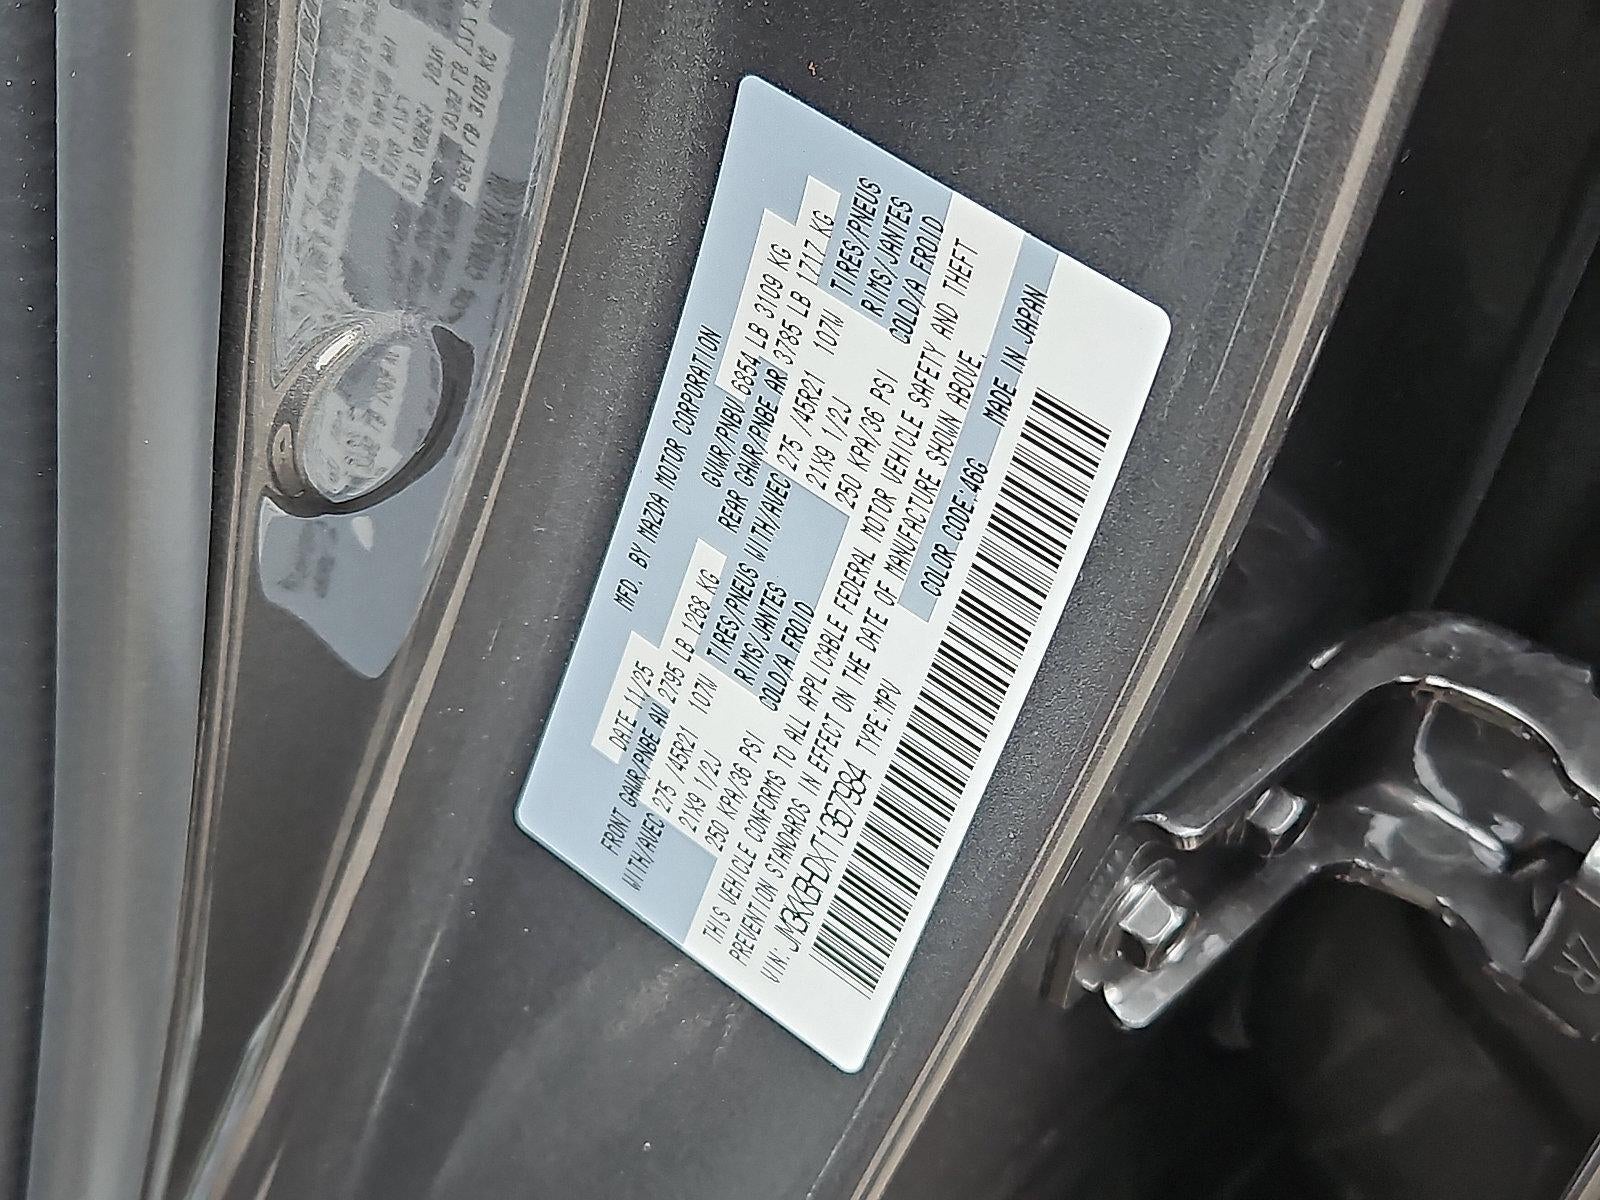 MFD. BY MAZDA MOTOR CORPORATION
DATE 11/25 GVWR/PNBV 6854 LB 3109 KG
FRONT GAWR/PNBE AV 2795 LB 1268 KG REAR GAWR/PNBE AR 3785 LB 1717 KG
WITH/AVEC 275 /45R21 107W TIRES/PNEUS WITH/AVEC 275 /45R21 107W TIRES/PNEUS
21X9 1/2J RIMS/JANTES 21X9 1/2J RIMS/JANTES
250 KPA/36 PSI COLD/A FROID 250 KPA/36 PSI COLD/A FROID
THIS VEHICLE CONFORMS TO ALL APPLICABLE FEDERAL MOTOR VEHICLE SAFETY AND THEFT
PREVENTION STANDARDS IN EFFECT ON THE DATE OF MANUFACTURE SHOWN ABOVE.
VIN: JM3KKBHDXT1367984 TYPE:MPV COLOR CODE:46G MADE IN JAPAN